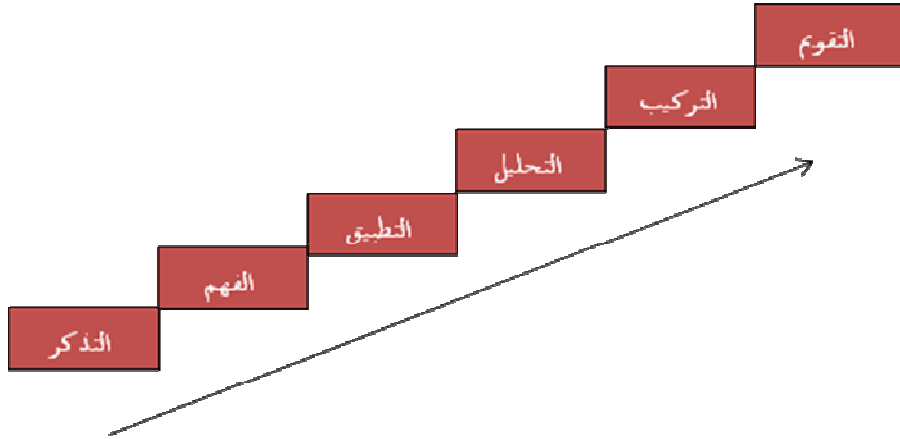 التقويم
التركيب
التحليل
التطبيق
الفهم
التذكر